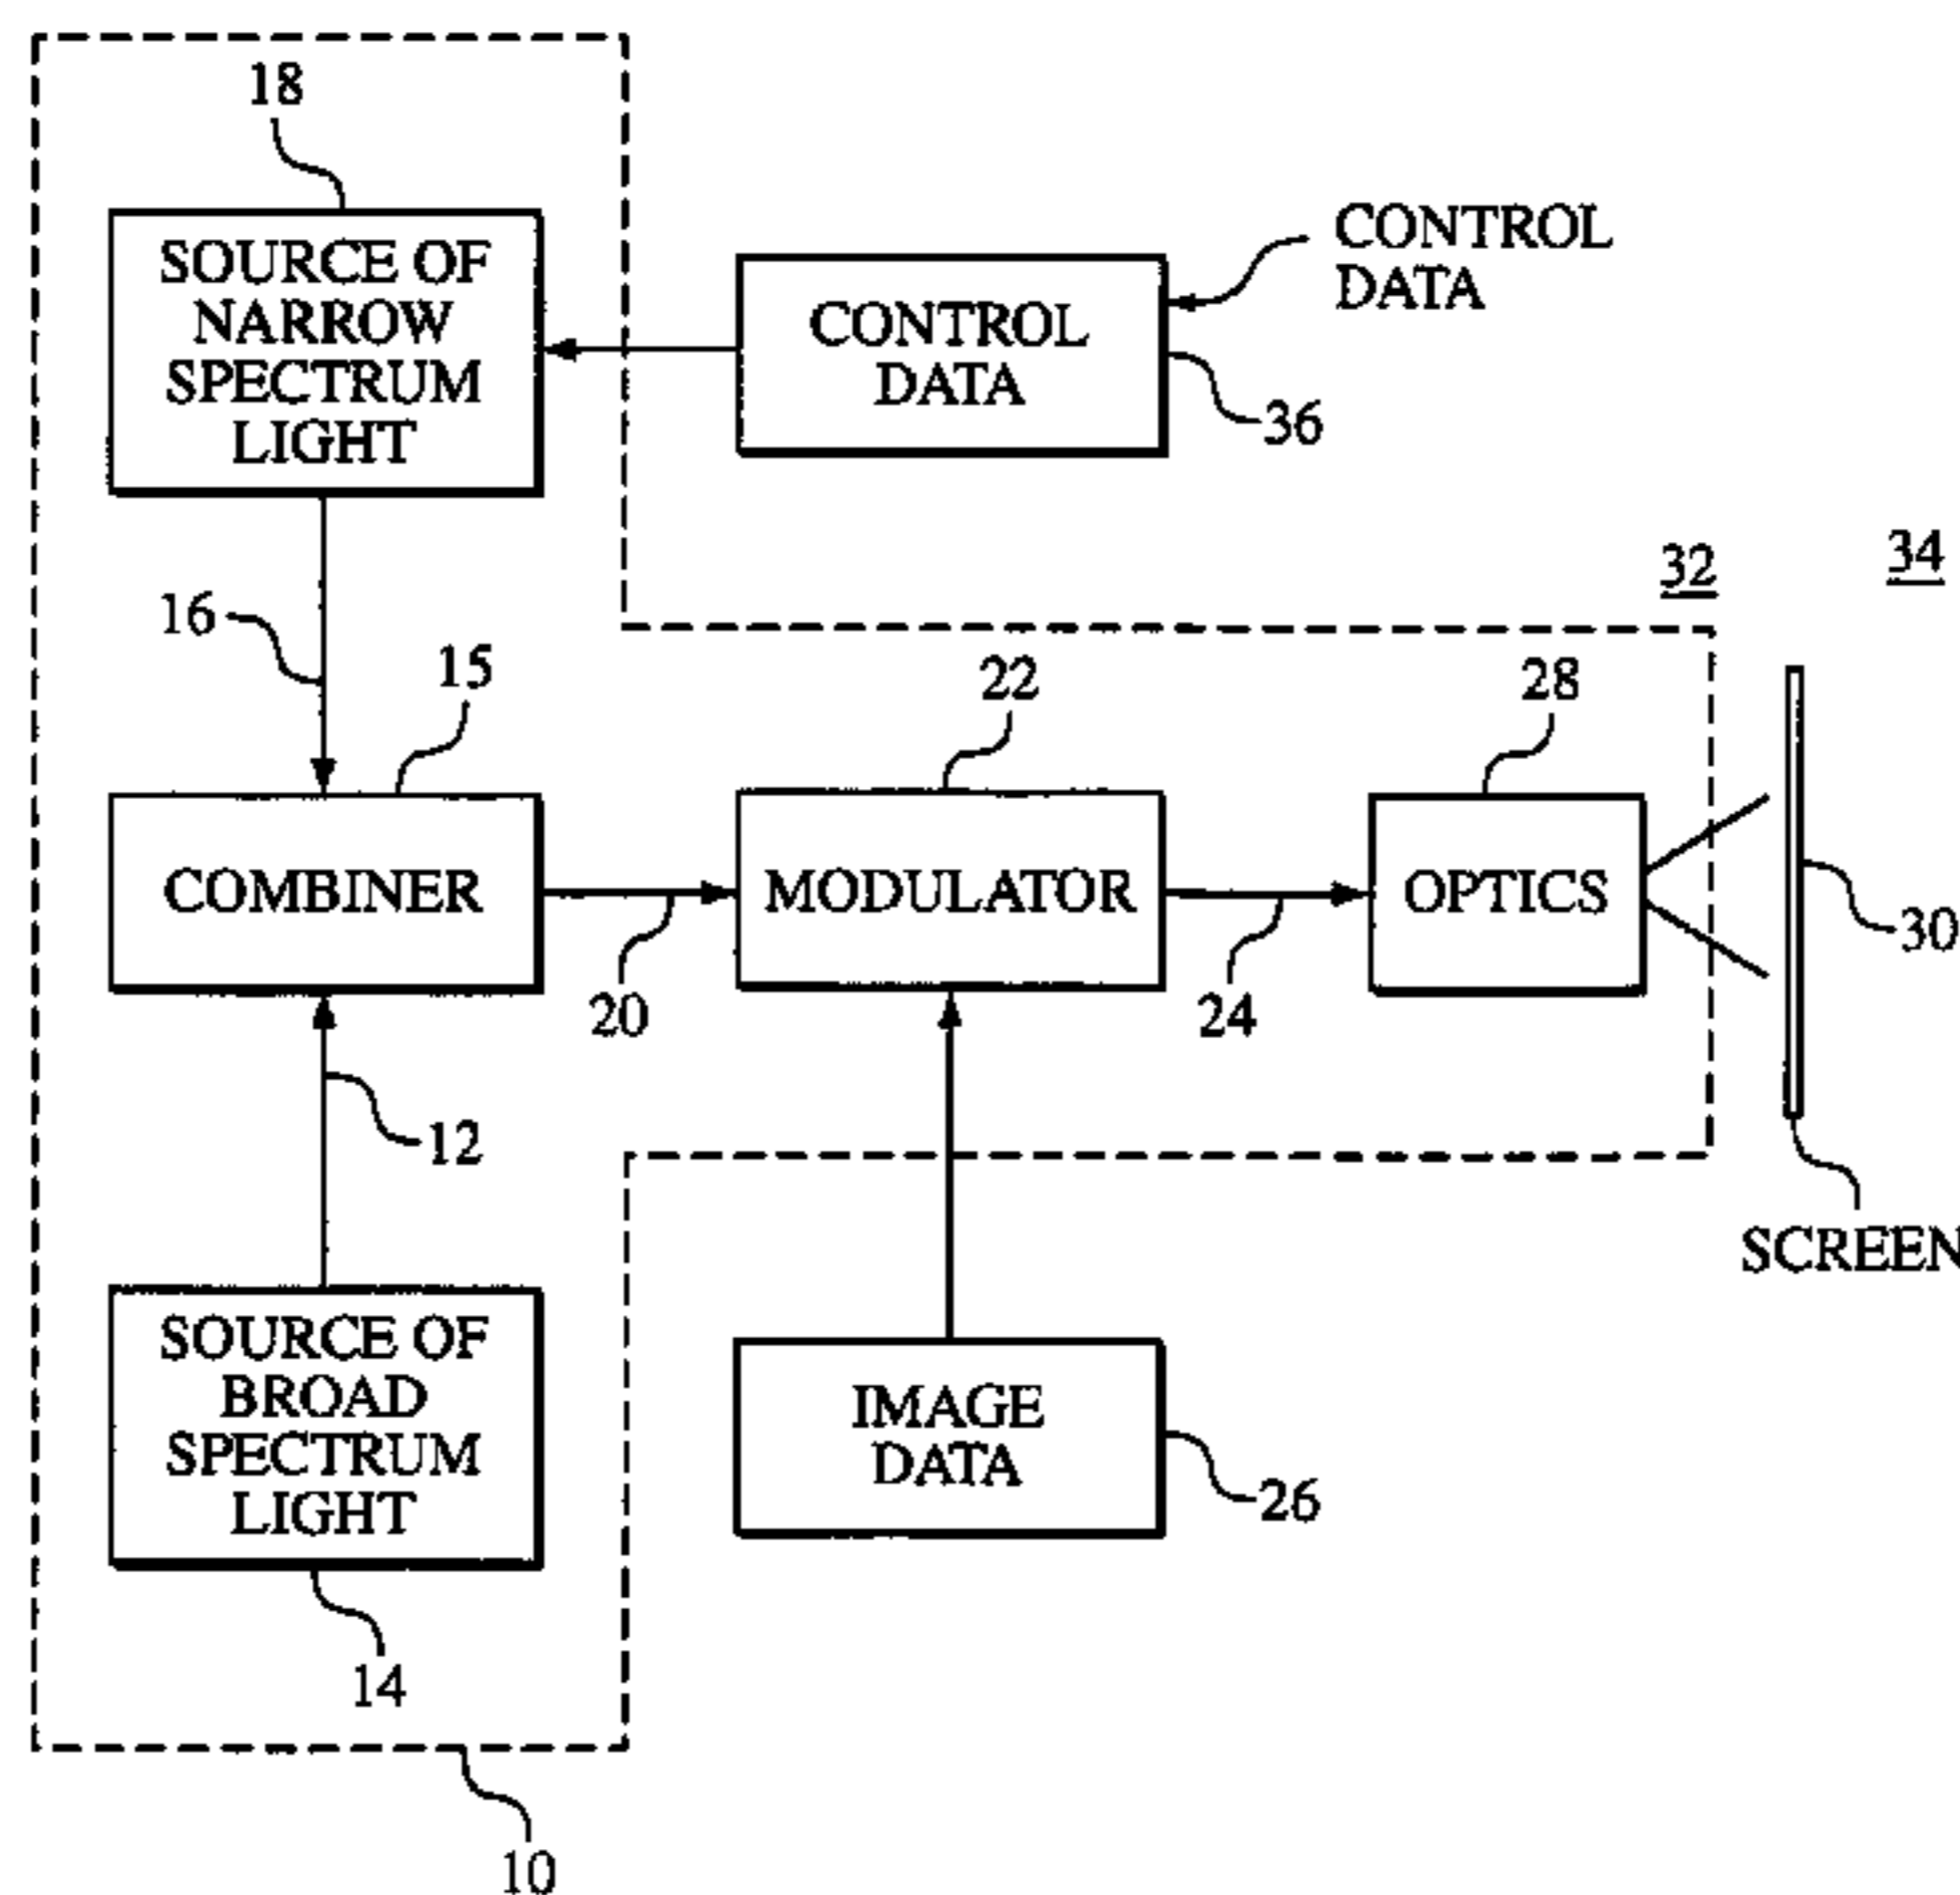 18
SOURCE OF
NARROW
SPECTRUM
LIGHT
CONTROL
DATA
CONTROL
DATA
36
32
34
16
15
22
28
COMBINER
MODULATOR
OPTICS
30
20
24
12
SCREEN
SOURCE OF
BROAD
SPECTRUM
LIGHT
IMAGE
DATA
26
14
10